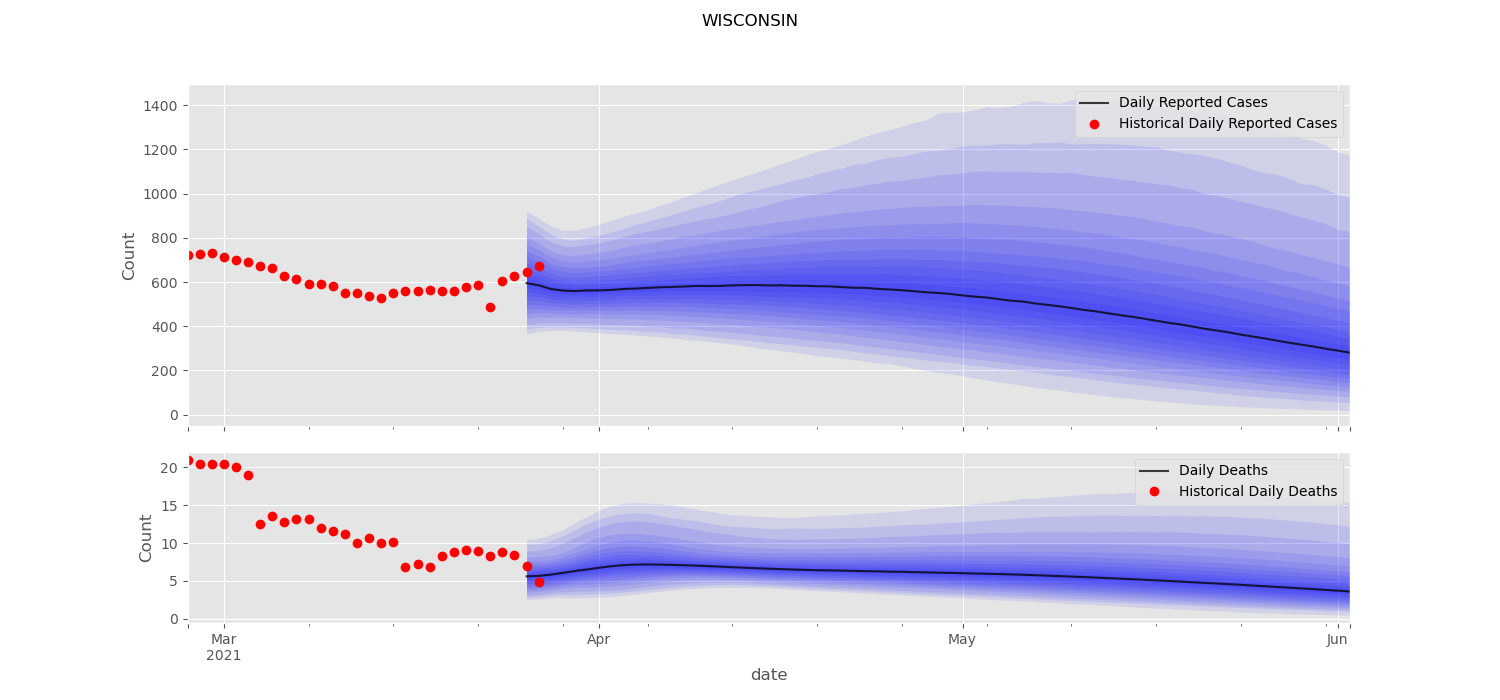 WISCONSIN
1400
1200
1000
800
600
400
200
0
Count
Daily Reported Cases
Historical Daily Reported Cases
20
15
10
5
0
Count
Daily Deaths
Historical Daily Deaths
Mar
2021
Apr
May
Jun
date